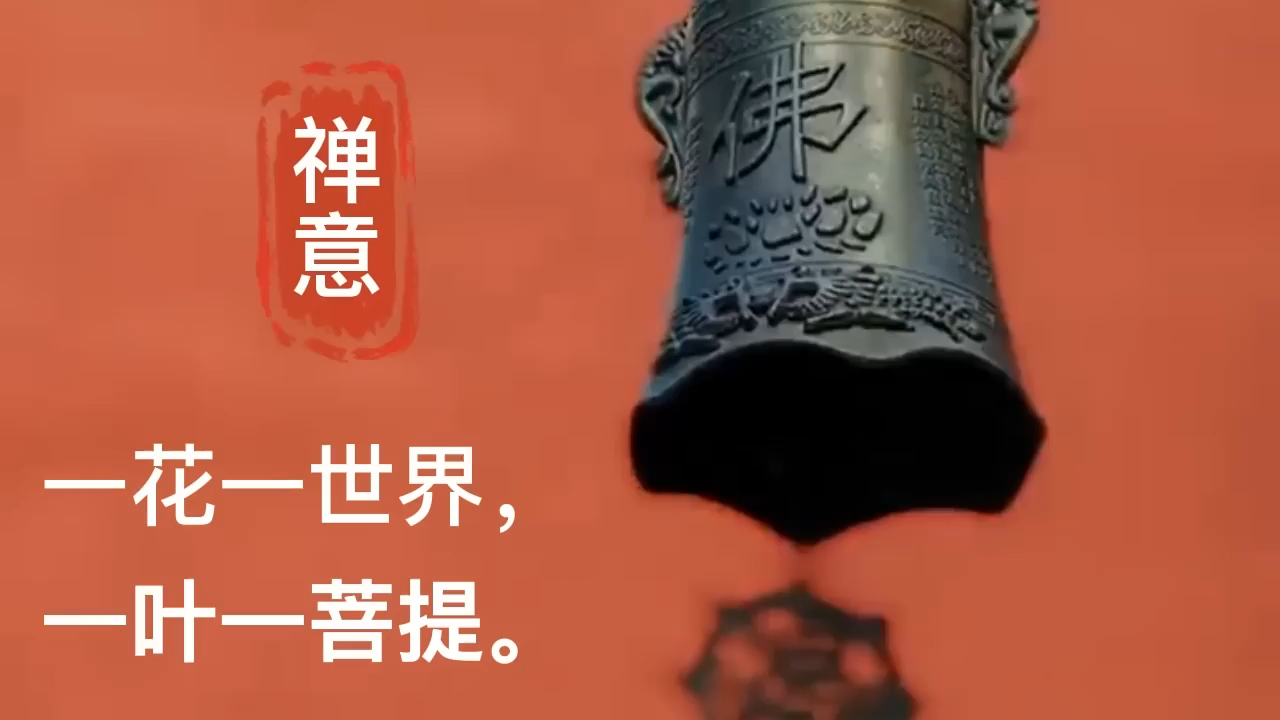 禅意
佛
一花一世界，
一叶一菩提。